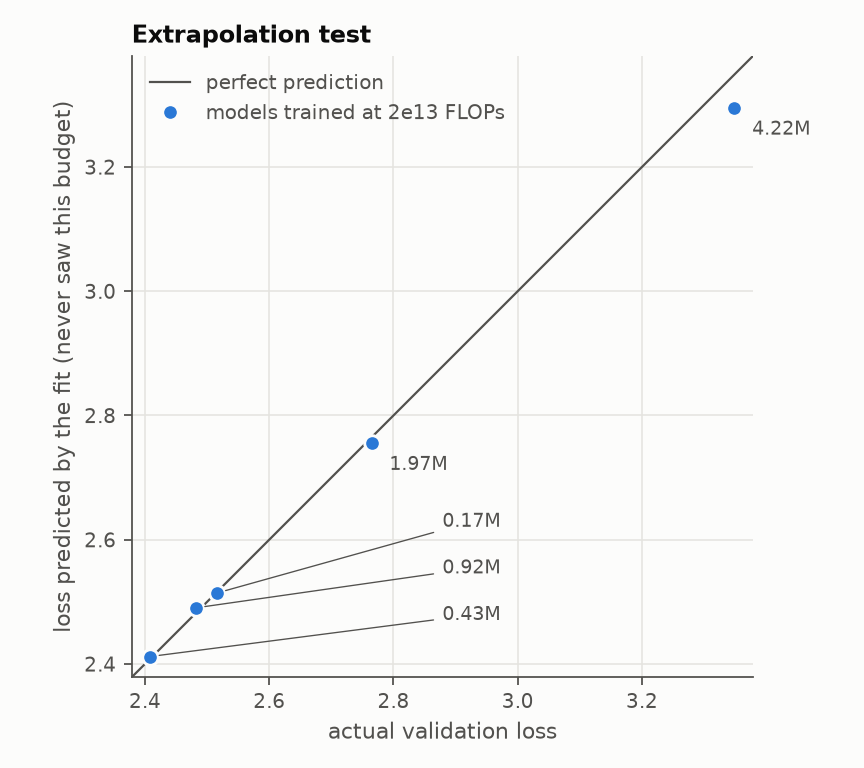 Extrapolation test
perfect prediction
models trained at 2e13 FLOPs
loss predicted by the fit (never saw this budget)
3.2
3.0
2.8
2.6
2.4
4.22M
1.97M
0.17M
0.92M
0.43M
2.4 2.6 2.8 3.0 3.2
actual validation loss